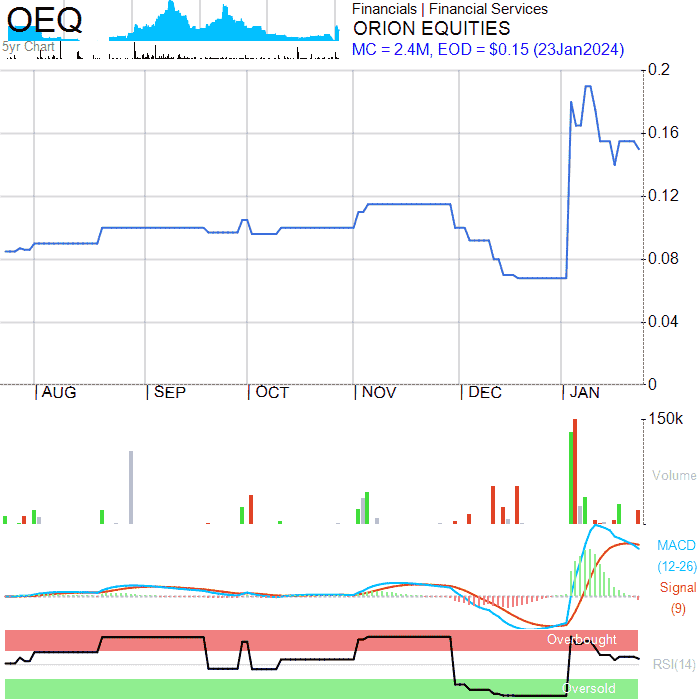 OEQ
5yr Chart
Financials | Financial Services
ORION EQUITIES
MC = 2.4M, EOD = $0.15 (23Jan2024)
0.2
0.16
0.12
0.08
0.04
0
AUG SEP OCT NOV DEC JAN
150k
Volume
MACD
(12-26)
Signal
(9)
Overbought
RSI(14)
Oversold